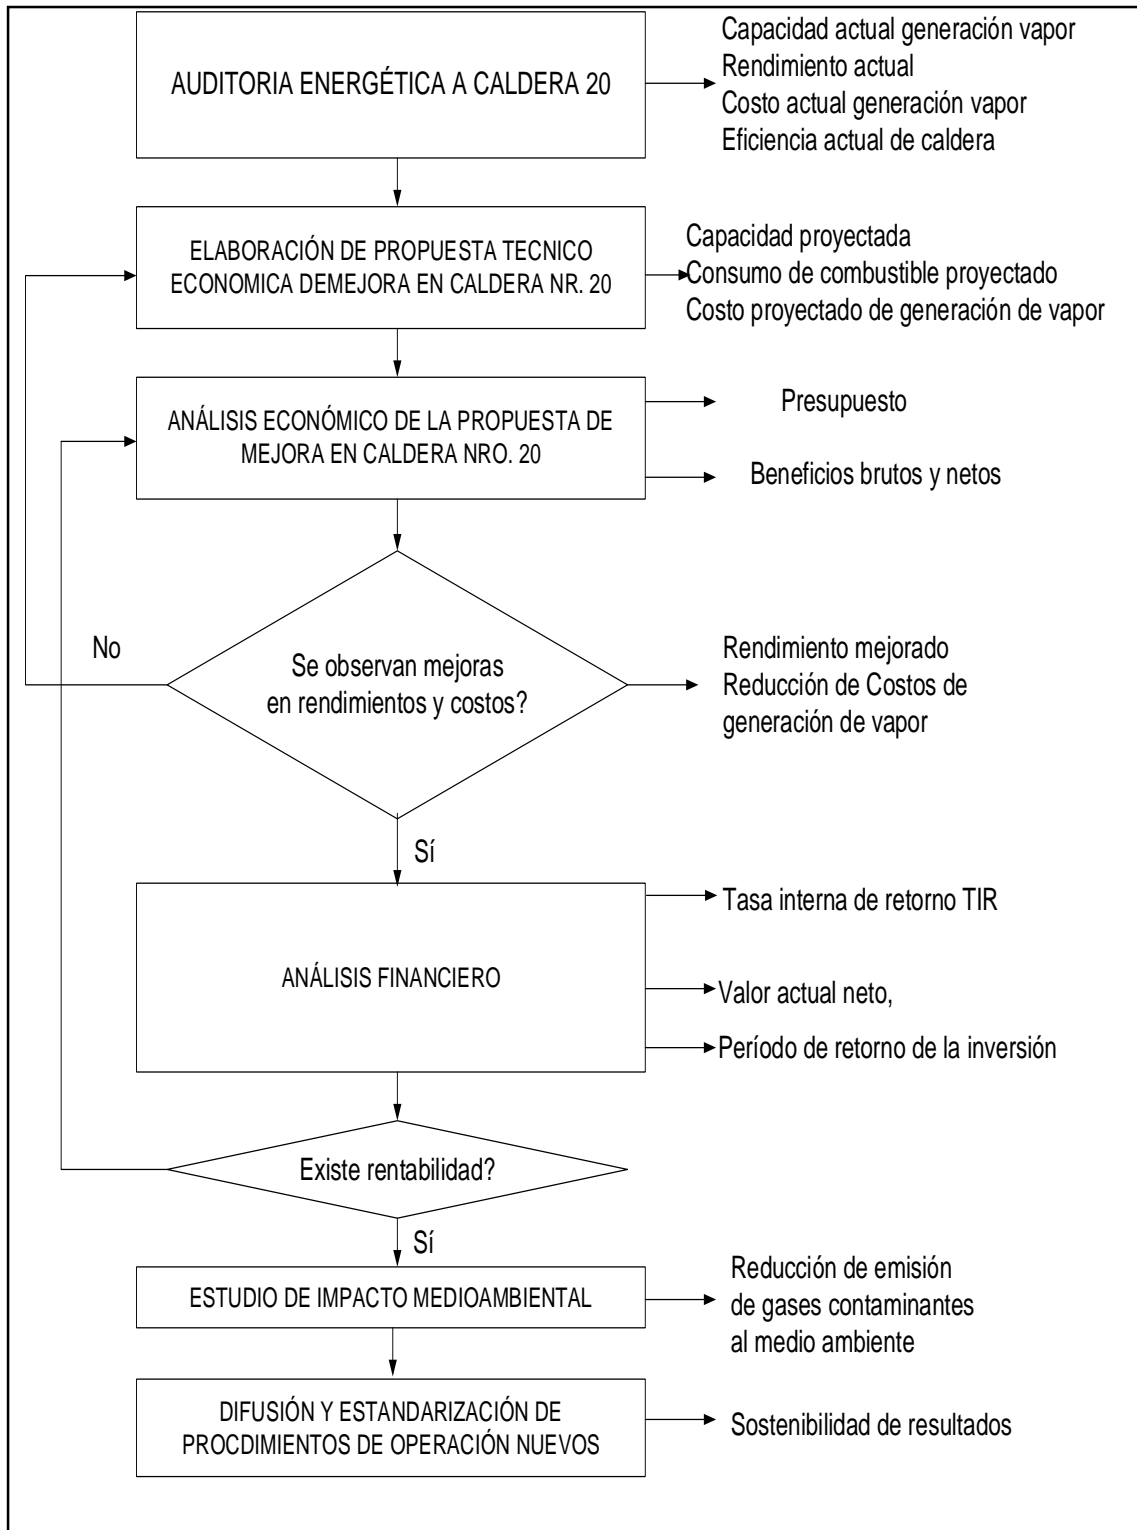 AUDITORIA ENERGÉTICA A CALDERA 20
Capacidad actual generación vapor
Rendimiento actual
Costo actual generación vapor
Eficiencia actual de caldera
ELABORACIÓN DE PROPUESTA TECNICO
ECONOMICA DEMEJORA EN CALDERA NR. 20
Capacidad proyectada
Consumo de combustible proyectado
Costo proyectado de generación de vapor
ANÁLISIS ECONÓMICO DE LA PROPUESTA DE
MEJORA EN CALDERA NRO. 20
Presupuesto
Beneficios brutos y netos
No
Se observan mejoras
en rendimientos y costos?
Rendimiento mejorado
Reducción de Costos de
generación de vapor
Sí
ANÁLISIS FINANCIERO
Tasa interna de retorno TIR
Valor actual neto,
Período de retorno de la inversión
Existe rentabilidad?
Sí
ESTUDIO DE IMPACTO MEDIOAMBIENTAL
Reducción de emisión
de gases contaminantes
al medio ambiente
DIFUSIÓN Y ESTANDARIZACIÓN DE
PROCDIMIENTOS DE OPERACIÓN NUEVOS
Sostenibilidad de resultados